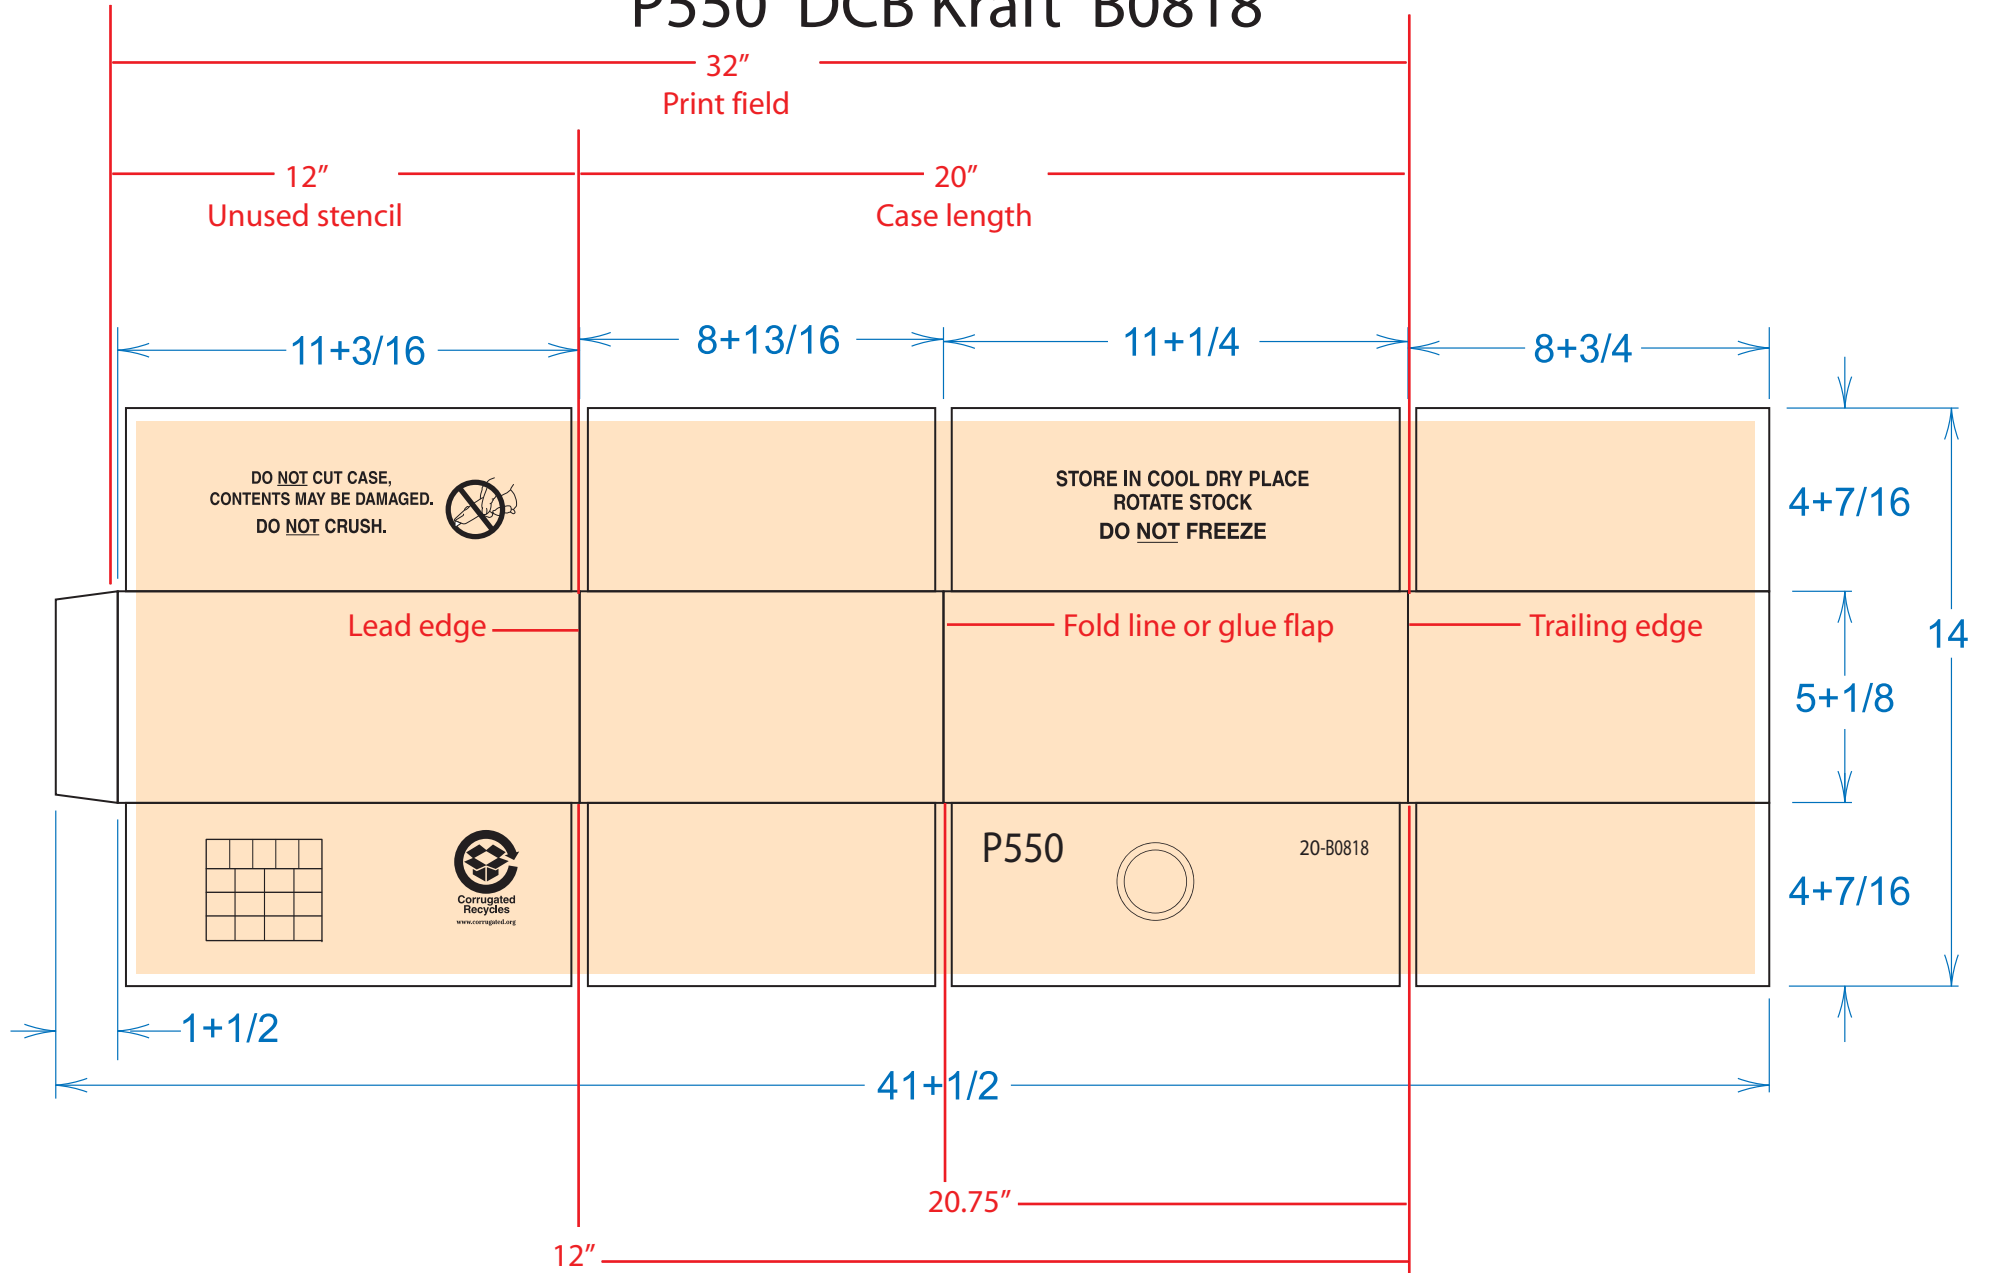 P550 DCB Kraft B0818
32”
Print field
12”
20”
Unused stencil
Case length
11+3/16
8+13/16
11+1/4
8+3/4
DO NOT CUT CASE,
CONTENTS MAY BE DAMAGED.
DO NOT CRUSH.
STORE IN COOL DRY PLACE
ROTATE STOCK
DO NOT FREEZE
4+7/16
Lead edge
Fold line or glue flap
Trailing edge
14
5+1/8
P550
20-B0818
Corrugated
Recycles
www.corrugated.org
4+7/16
1+1/2
41+1/2
20.75”
12”